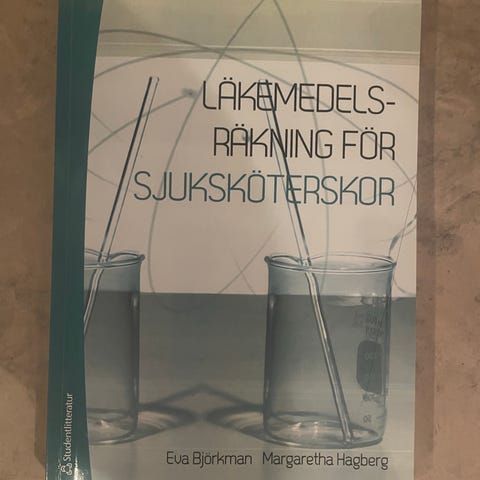 LÄKEMEDELS-
RÄKNING FÖR
SJUKSKÖTERSKOR
Eva Björkman Margaretha Hagberg
Studentlitteratur